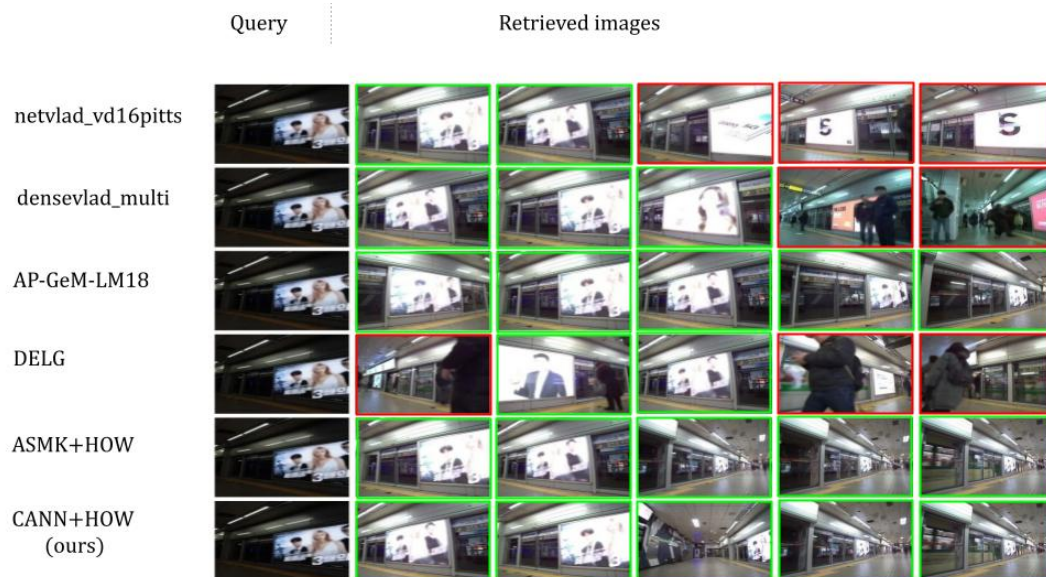 Query
Retrieved images
netvlad_vd16pitts
densevlad_multi
AP-GeM-LM18
DELG
ASMK+HOW
CANN+HOW
(ours)